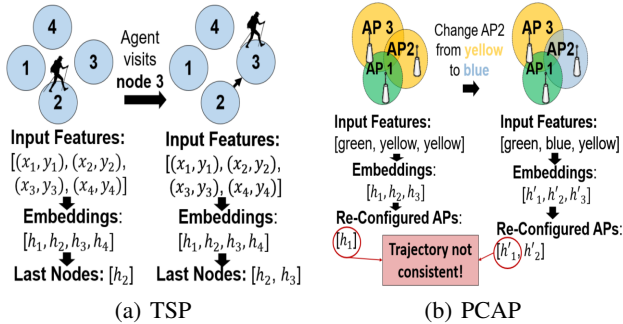 4
1
3
2
Agent
visits
node 3
4
1
3
2
Input Features:
[(x₁, y₁), (x₂, y₂),
(x₃, y₃), (x₄, y₄)]
Embeddings:
[h₁, h₂, h₃, h₄]
Last Nodes: [h₂]
Input Features:
[(x₁, y₁), (x₂, y₂),
(x₃, y₃), (x₄, y₄)]
Embeddings:
[h₁, h₂, h₃, h₄]
Last Nodes: [h₂, h₃]
(a) TSP
AP 3
AP2
AP 1
Change AP2
from yellow
to blue
AP 3
AP2
AP 1
Input Features:
[green, yellow, yellow]
Embeddings:
[h₁, h₂, h₃]
Re-Configured APs:
[h₁]
Input Features:
[green, blue, yellow]
Embeddings:
[h'₁, h'₂, h'₃]
Re-Configured APs:
[h'₁, h'₂]
Trajectory not
consistent!
(b) PCAP